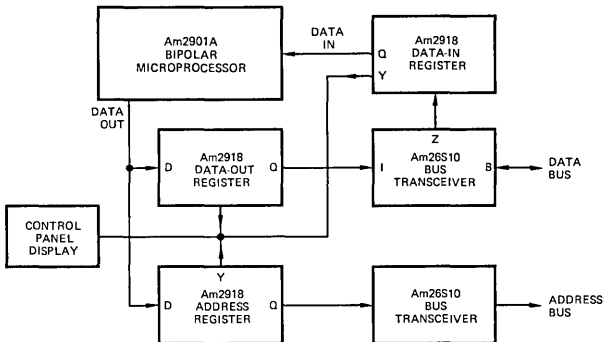 Am2901A
BIPOLAR
MICROPROCESSOR
DATA
IN
Q
Y
Am2918
DATA-IN
REGISTER
DATA
OUT
Z
D
Am2918
DATA-OUT
REGISTER
Q
I
Am26S10
BUS
TRANSCEIVER
B
DATA
BUS
CONTROL
PANEL
DISPLAY
Y
D
Am2918
ADDRESS
REGISTER
Q
Am26S10
BUS
TRANSCEIVER
ADDRESS
BUS